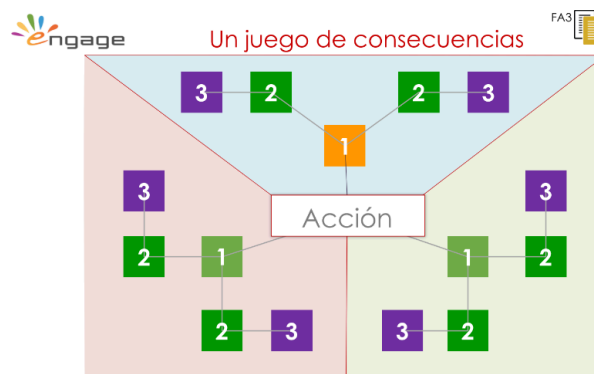 engage
Un juego de consecuencias
FA3
3 2 2 3
1
3 3
Acción
2 1 1 2
2 3 3 2